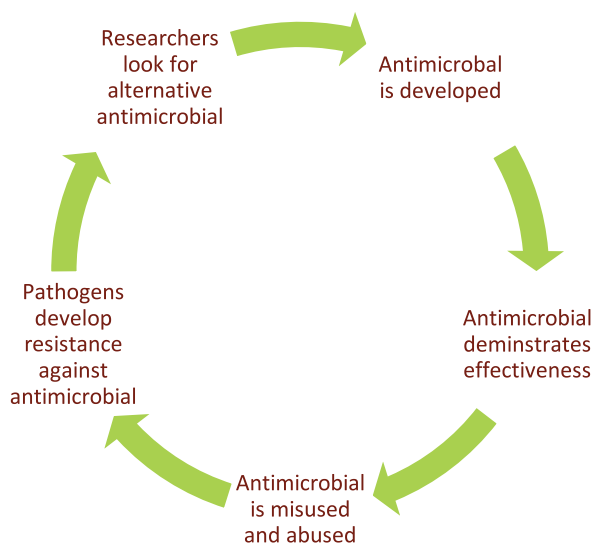 Researchers
look for
alternative
antimicrobial
Antimicrobal
is developed
Antimicrobial
deminstrates
effectiveness
Antimicrobial
is misused
and abused
Pathogens
develop
resistance
against
antimicrobial